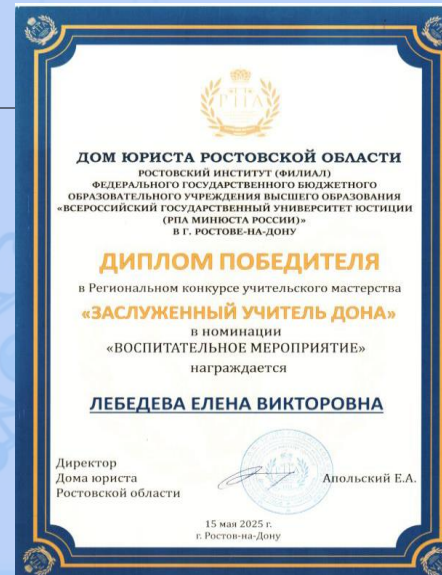 РПА
ДОМ ЮРИСТА РОСТОВСКОЙ ОБЛАСТИ
РОСТОВСКИЙ ИНСТИТУТ (ФИЛИАЛ)
ФЕДЕРАЛЬНОГО ГОСУДАРСТВЕННОГО БЮДЖЕТНОГО
ОБРАЗОВАТЕЛЬНОГО УЧРЕЖДЕНИЯ ВЫСШЕГО ОБРАЗОВАНИЯ
«ВСЕРОССИЙСКИЙ ГОСУДАРСТВЕННЫЙ УНИВЕРСИТЕТ ЮСТИЦИИ
(РПА МИНЮСТА РОССИИ)»
В Г. РОСТОВЕ-НА-ДОНУ
ДИПЛОМ ПОБЕДИТЕЛЯ
в Региональном конкурсе учительского мастерства
«ЗАСЛУЖЕННЫЙ УЧИТЕЛЬ ДОНА»
в номинации
«ВОСПИТАТЕЛЬНОЕ МЕРОПРИЯТИЕ»
награждается
ЛЕБЕДЕВА ЕЛЕНА ВИКТОРОВНА
Директор
Дома юриста
Ростовской области
Апольский Е.А.
15 мая 2025 г.
г. Ростов-на-Дону